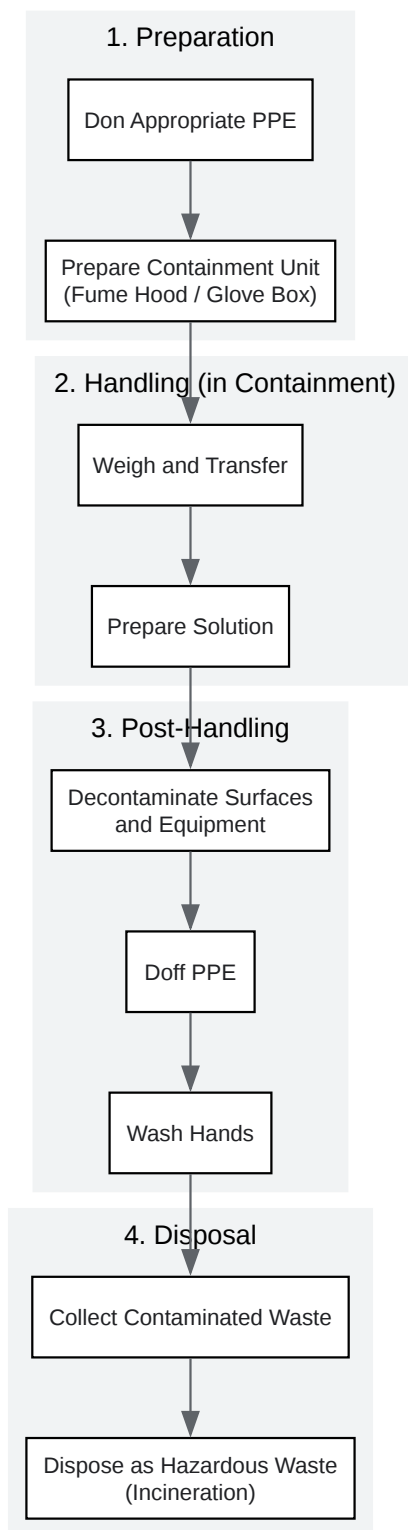 1. Preparation
Don Appropriate PPE
Prepare Containment Unit
(Fume Hood / Glove Box)
2. Handling (in Containment)
Weigh and Transfer
Prepare Solution
3. Post-Handling
Decontaminate Surfaces
and Equipment
Doff PPE
Wash Hands
4. Disposal
Collect Contaminated Waste
Dispose as Hazardous Waste
(Incineration)